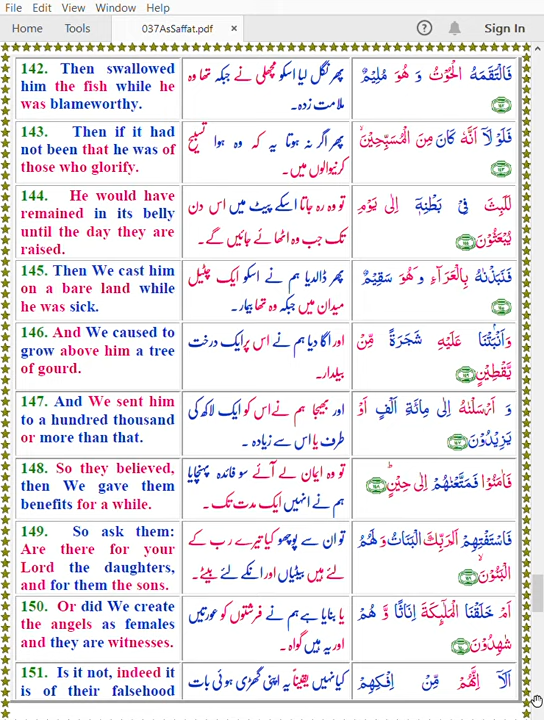 File Edit View Window Help
Home Tools 037AsSaffat.pdf × Sign In
142. Then swallowed
him the fish while he
was blameworthy.
پھر نگل لیا اسکو مچھلی نے جبکہ تھا وہ
ملامت زدہ۔
فَالْتَقَمَهُ الْحُوْتُ وَ هُوَ مُلِيْمٌ
143. Then if it had
not been that he was of
those who glorify.
پھر اگر نہ ہوتا یہ کہ وہ ہوا تسبیح
کرنیوالوں میں۔
فَلَوْ لَاۤ اَنَّهٗ كَانَ مِنَ الْمُسَبِّحِيْنَۙ
144. He would have
remained in its belly
until the day they are
raised.
تو وہ رہ جاتا اسکے پیٹ میں اس دن
تک جب وہ اٹھائے جائیں گے۔
لَلَبِثَ فِيْ بَطْنِهٖۤ اِلٰى يَوْمِ
يُبْعَثُوْنَ
145. Then We cast him
on a bare land while
he was sick.
پھر ڈالدیا ہم نے اسکو ایک چٹیل
میدان میں جبکہ وہ تھا بیمار۔
فَنَبَذْنٰهُ بِالْعَرَآءِ وَ هُوَ سَقِيْمٌ
146. And We caused to
grow above him a tree
of gourd.
اور اگا دیا ہم نے اس پر ایک درخت
بیلدار۔
وَ اَنْۢبَتْنَا عَلَيْهِ شَجَرَةً مِّنْ
يَّقْطِيْنٍ
147. And We sent him
to a hundred thousand
or more than that.
اور بھیجا ہم نے اس کو ایک لاکھ کی
طرف یا اس سے زیادہ ۔
وَ اَرْسَلْنٰهُ اِلٰى مِائَةِ اَلْفٍ اَوْ
يَزِيْدُوْنَ
148. So they believed,
then We gave them
benefits for a while.
تو وہ ایمان لے آئے سو فائدہ پہنچایا
ہم نے انہیں ایک مدت تک۔
فَاٰمَنُوْا فَمَتَّعْنٰهُمْ اِلٰى حِيْنٍؕ
149. So ask them:
Are there for your
Lord the daughters,
and for them the sons.
تو ان سے پوچھو کیا تیرے رب کے
لئے ہیں بیٹیاں اور انکے لئے بیٹے۔
فَاسْتَفْتِهِمْ اَلِرَبِّكَ الْبَنَاتُ وَ لَهُمُ
الْبَنُوْنَۙ
150. Or did We create
the angels as females
and they are witnesses.
یا بنایا ہے ہم نے فرشتوں کو عورتیں
اور یہ ہیں گواہ۔
اَمْ خَلَقْنَا الْمَلٰٓئِكَةَ اِنَاثًا وَّ هُمْ
شٰهِدُوْنَ
151. Is it not, indeed it
is of their falsehood
کیا نہیں یقیناً یہ اپنی گھڑی ہوئی بات
اَلَاۤ اِنَّهُمْ مِّنْ اِفْكِهِمْ